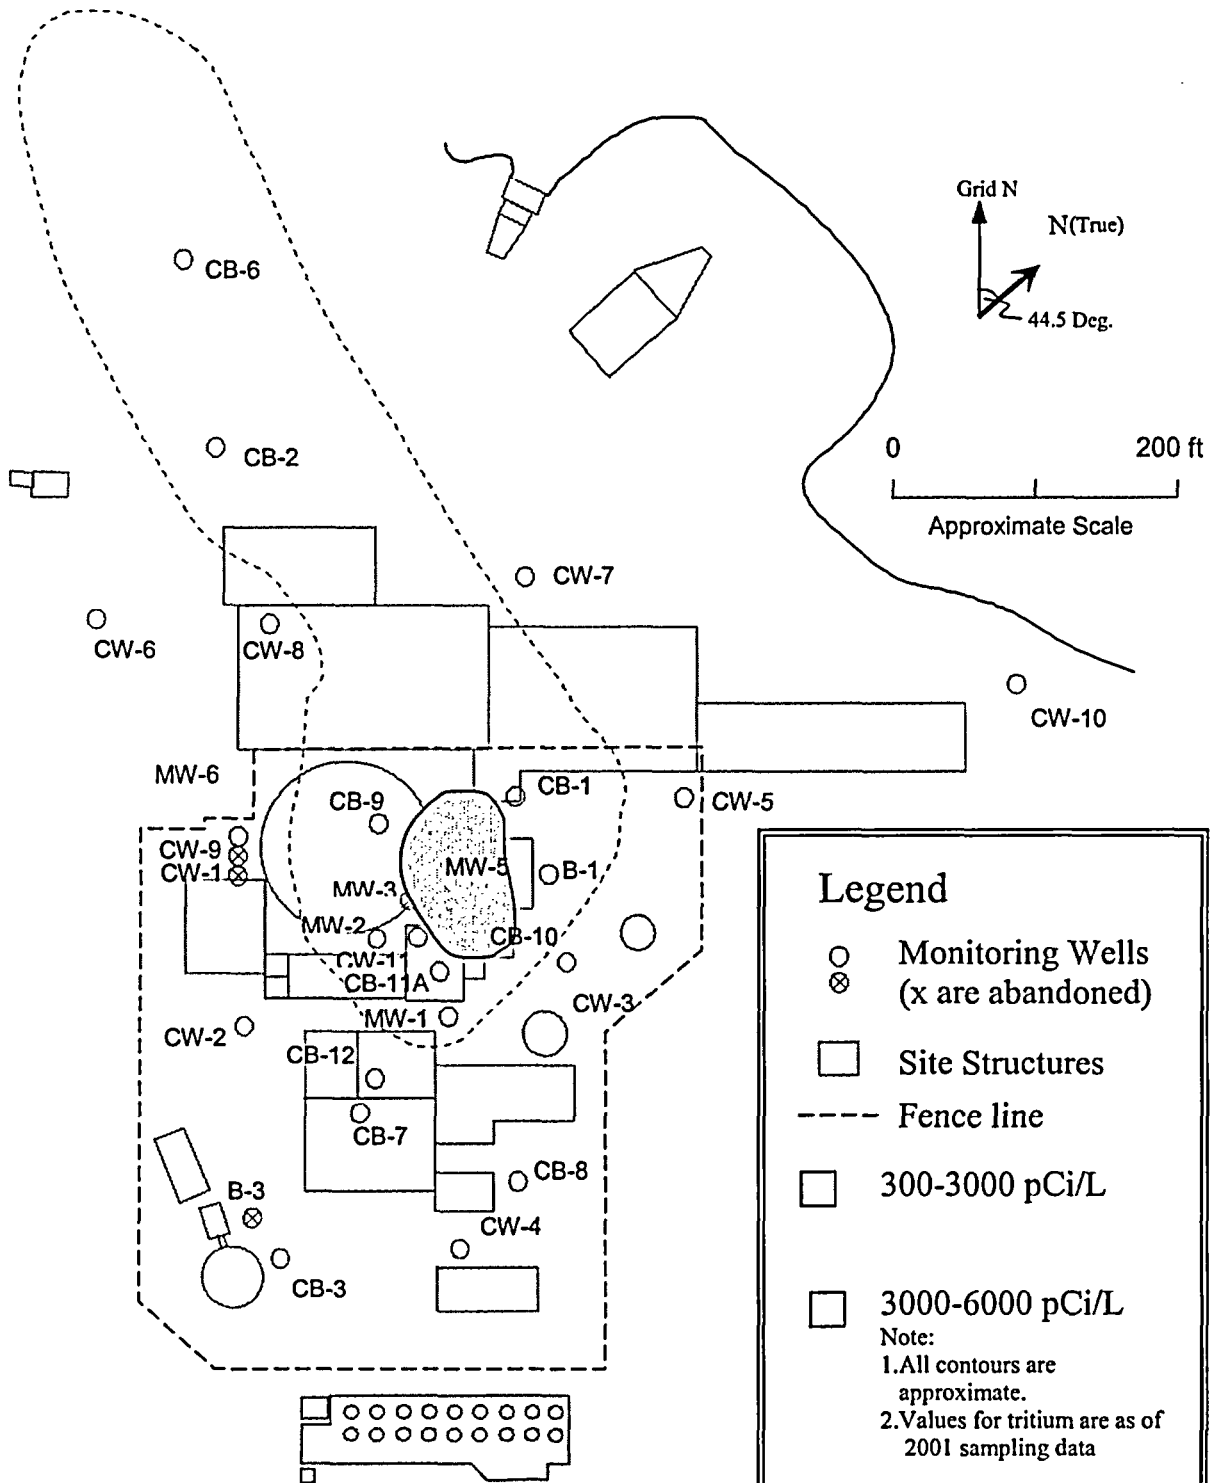 Grid N
N(True)
44.5 Deg.
CB-6
CB-2
0 200 ft
Approximate Scale
CW-7
CW-6
CW-8
CW-10
MW-6
CB-1
CW-5
CB-9
CW-9
CW-1
MW-5
B-1
MW-3
MW-2
CB-10
CW-11
CB-11A
CW-3
MW-1
CW-2
CB-12
CB-7
CB-8
B-3
CW-4
CB-3
Legend
Monitoring Wells
(x are abandoned)
Site Structures
Fence line
300-3000 pCi/L
3000-6000 pCi/L
Note:
1.All contours are
approximate.
2.Values for tritium are as of
2001 sampling data